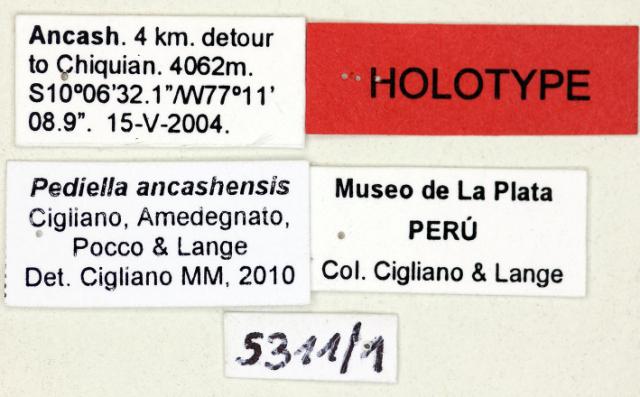 Ancash. 4 km. detour
to Chiquian. 4062m.
S10º06'32.1"/W77º11'
08.9". 15-V-2004.
HOLOTYPE
Pediella ancashensis
Cigliano, Amedegnato,
Pocco & Lange
Det. Cigliano MM, 2010
Museo de La Plata
PERÚ
Col. Cigliano & Lange
5311/1